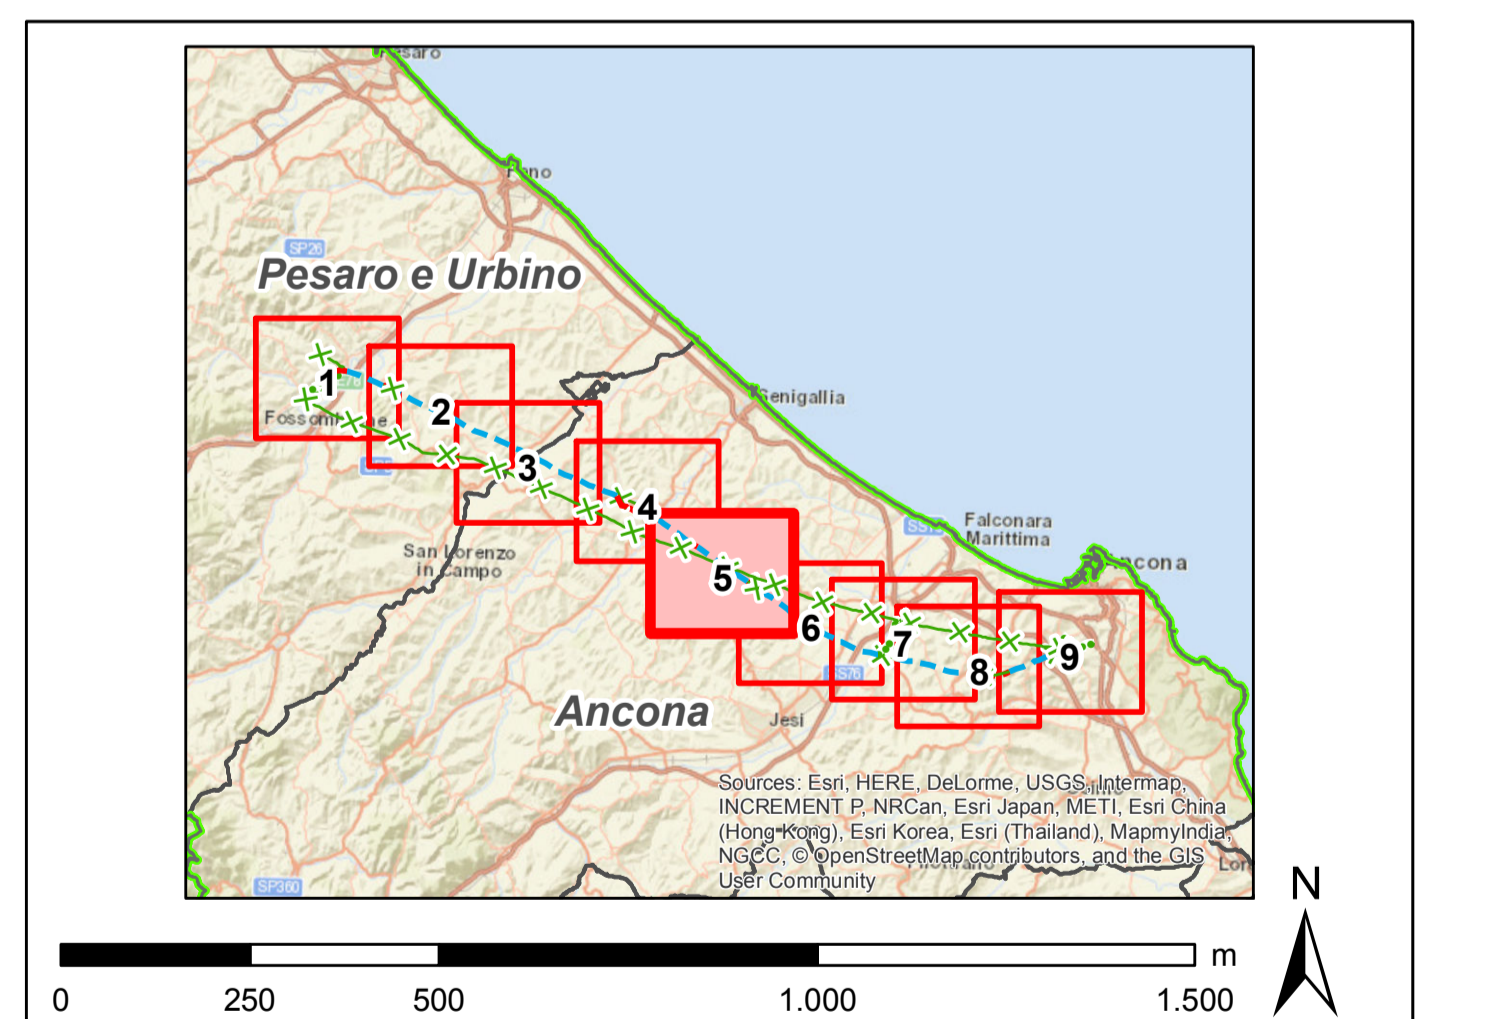 Fano
SP26
Pesaro e Urbino
1
2
Senigallia
3
4
Falconara
Marittima
San Lorenzo
in Campo
5
6
7
SS76
8
9
Ancona
Jesi
Sources: Esri, HERE, DeLorme, USGS, Intermap,
INCREMENT P, NRCan, Esri Japan, METI, Esri China
(Hong Kong), Esri Korea, Esri (Thailand), MapmyIndia,
NGCC, © OpenStreetMap contributors, and the GIS
User Community
SP360
N
m
0 250 500 1.000 1.500